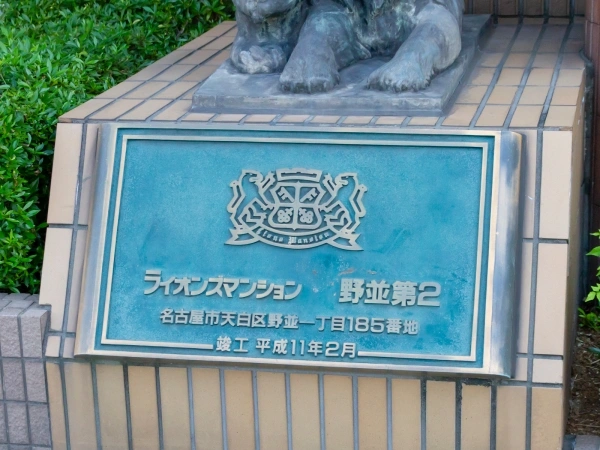 Lions Mansion
ライオンズマンション 野並第2
名古屋市天白区野並一丁目185番地
竣工 平成11年2月